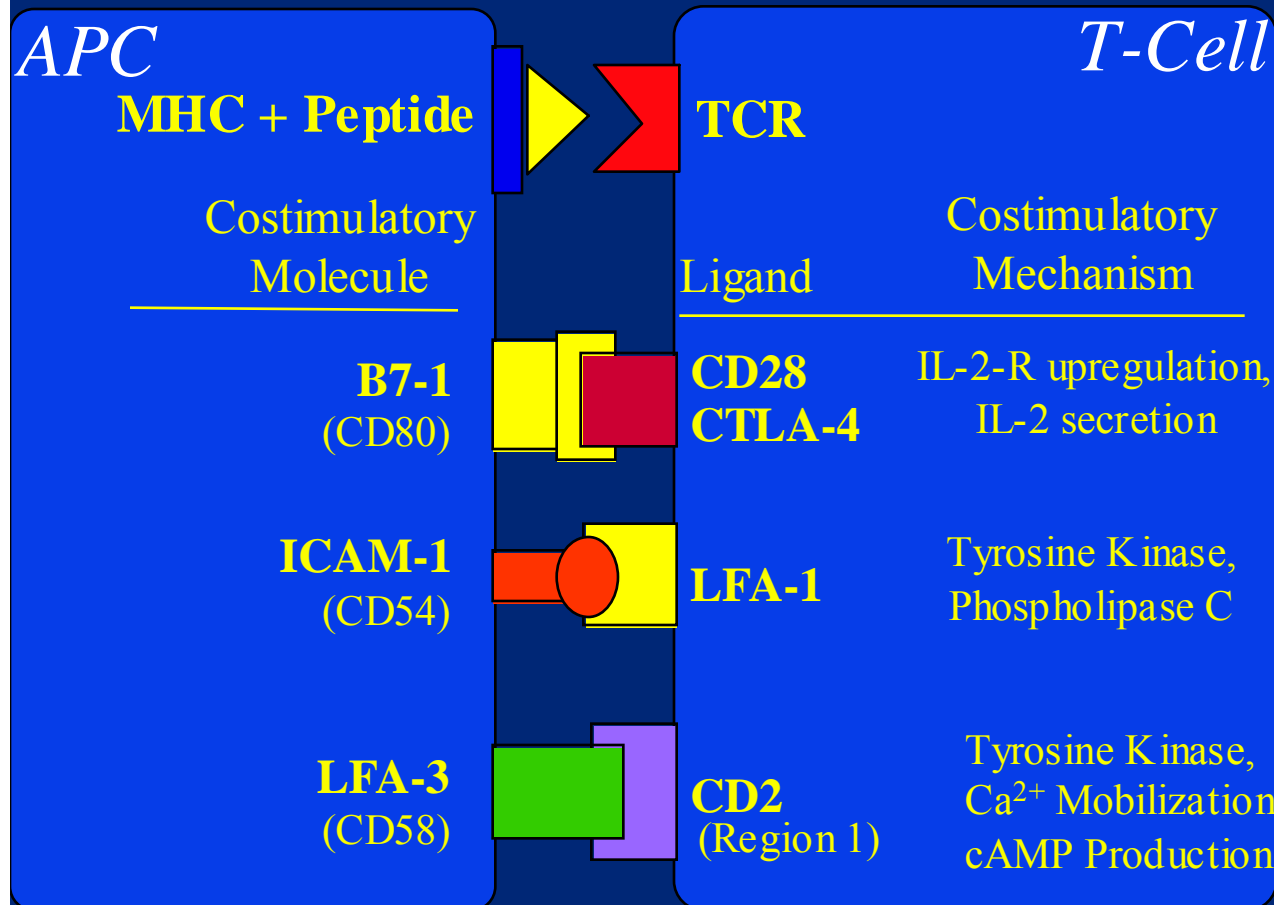 APC
T-Cell
MHC + Peptide
TCR
Costimulatory
Molecule
Ligand
Costimulatory
Mechanism
B7-1
(CD80)
CD28
CTLA-4
IL-2-R upregulation,
IL-2 secretion
ICAM-1
(CD54)
LFA-1
Tyrosine Kinase,
Phospholipase C
LFA-3
(CD58)
CD2
(Region 1)
Tyrosine Kinase,
Ca²⁺ Mobilization
cAMP Production